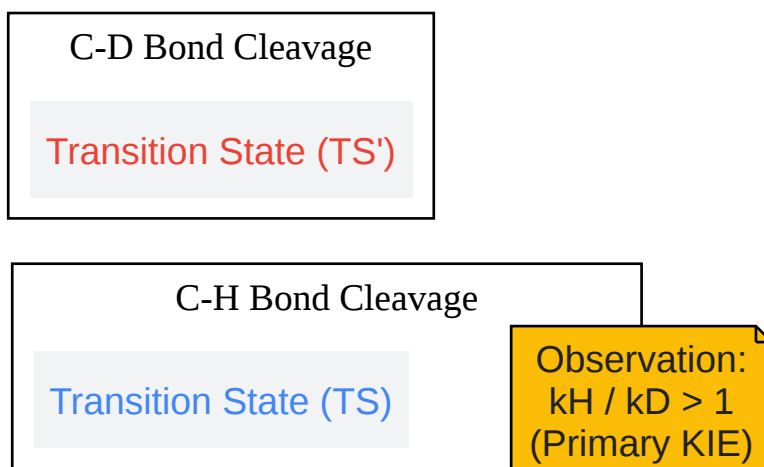 C-D Bond Cleavage
Transition State (TS')
C-H Bond Cleavage
Transition State (TS)
Observation:
kH / kD > 1
(Primary KIE)